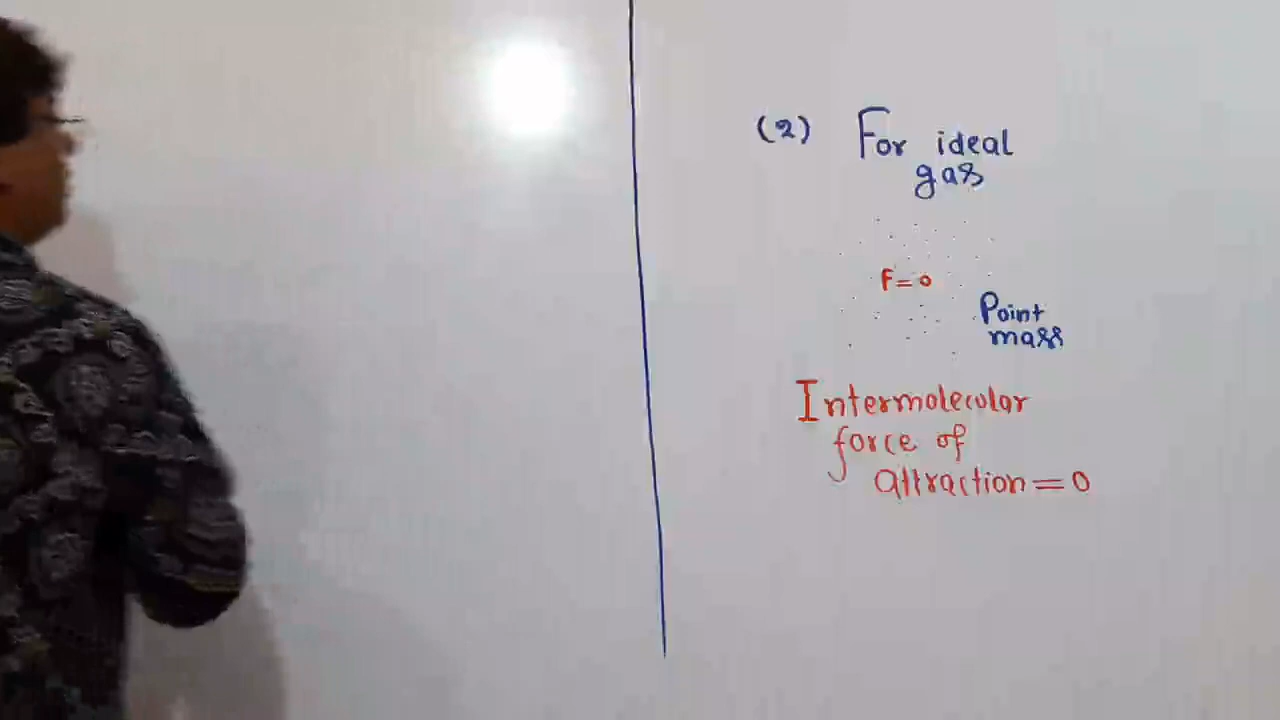 (2) For ideal
gas
F=0
Point
mass
Intermolecular
force of
attraction=0